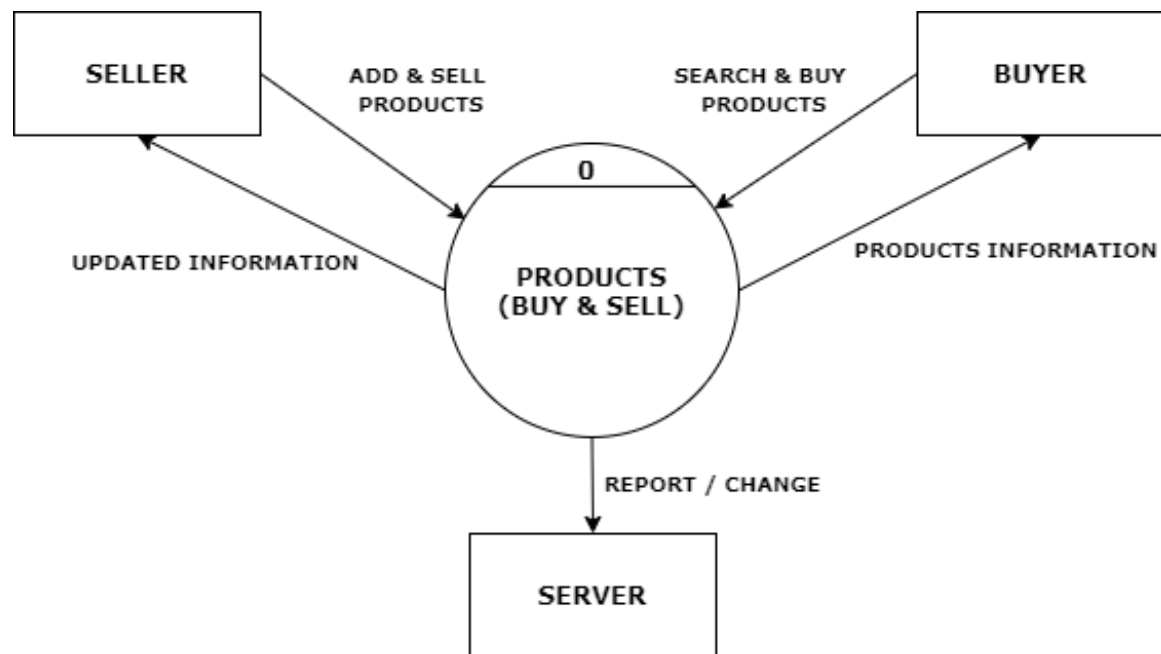 SELLER
ADD & SELL
PRODUCTS
SEARCH & BUY
PRODUCTS
BUYER
0
UPDATED INFORMATION
PRODUCTS
(BUY & SELL)
PRODUCTS INFORMATION
REPORT / CHANGE
SERVER